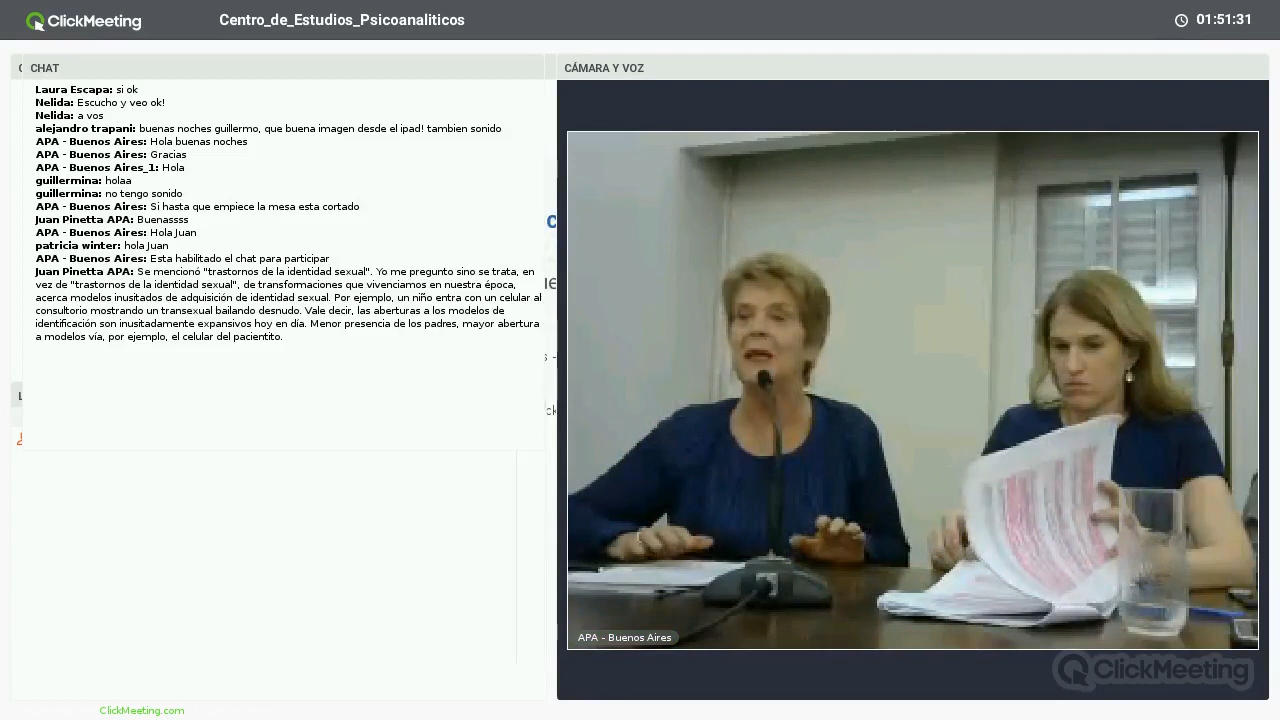 ClickMeeting
Centro_de_Estudios_Psicoanaliticos
01:51:31
CHAT
CÁMARA Y VOZ
Laura Escapa: si ok
Nelida: Escucho y veo ok!
Nelida: a vos
alejandro trapani: buenas noches guillermo, que buena imagen desde el ipad! tambien sonido
APA - Buenos Aires: Hola buenas noches
APA - Buenos Aires: Gracias
APA - Buenos Aires_1: Hola
guillermina: holaa
guillermina: no tengo sonido
APA - Buenos Aires: Si hasta que empiece la mesa esta cortado
Juan Pinetta APA: Buenassss
APA - Buenos Aires: Hola Juan
patricia winter: hola Juan
APA - Buenos Aires: Esta habilitado el chat para participar
Juan Pinetta APA: Se mencionó "trastornos de la identidad sexual". Yo me pregunto sino se trata, en
vez de "trastornos de la identidad sexual", de transformaciones que vivenciamos en nuestra época,
acerca modelos inusitados de adquisición de identidad sexual. Por ejemplo, un niño entra con un celular al
consultorio mostrando un transexual bailando desnudo. Vale decir, las aberturas a los modelos de
identificación son inusitadamente expansivos hoy en día. Menor presencia de los padres, mayor abertura
a modelos vía, por ejemplo, el celular del pacientito.
APA - Buenos Aires
ClickMeeting
ClickMeeting.com